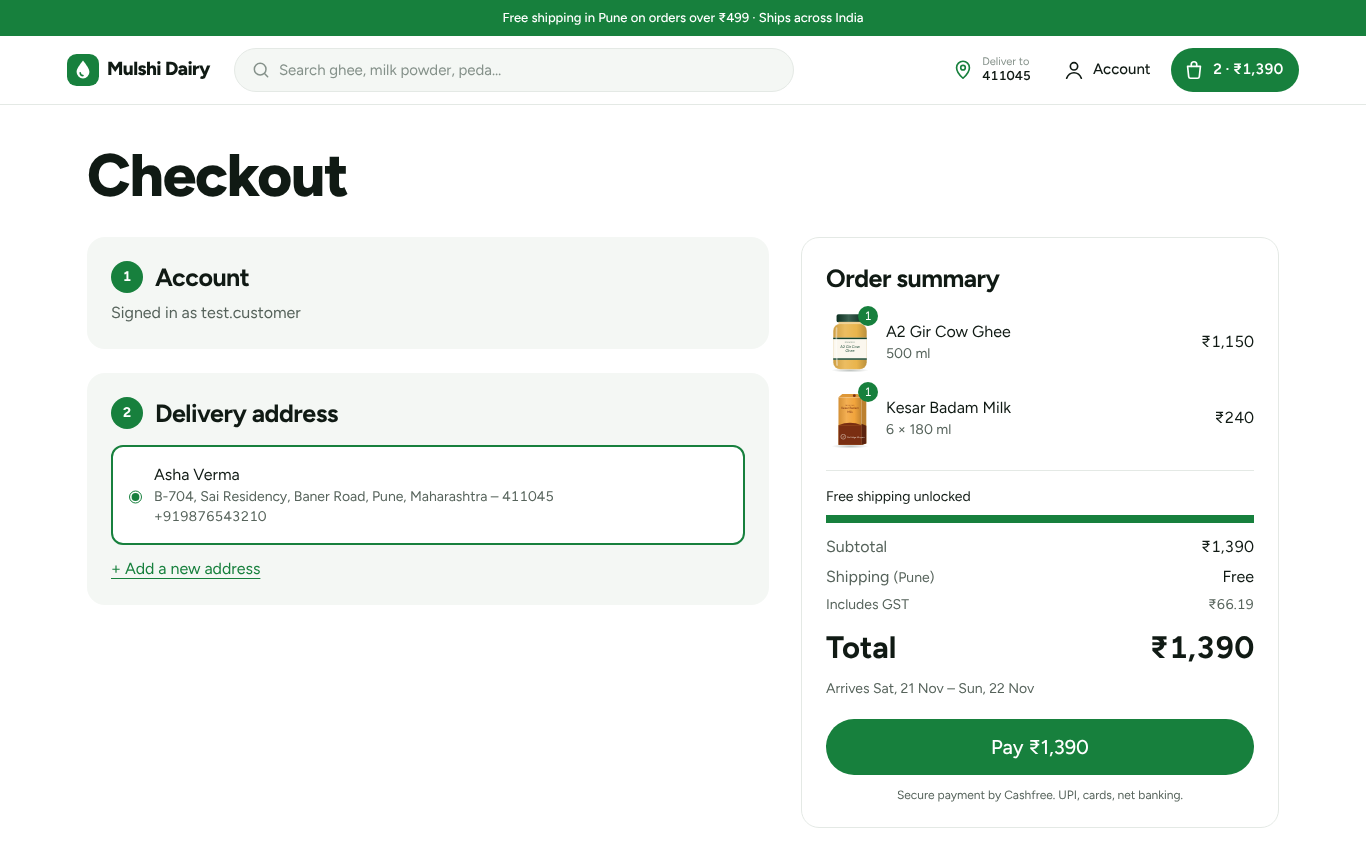 Free shipping in Pune on orders over ₹499 · Ships across India
Mulshi Dairy
Search ghee, milk powder, peda...
Deliver to
411045
Account
2 · ₹1,390
Checkout
1
Account
Signed in as test.customer
2
Delivery address
Asha Verma
B-704, Sai Residency, Baner Road, Pune, Maharashtra – 411045
+919876543210
+ Add a new address
Order summary
1
A2 Gir Cow Ghee
A2 Gir Cow Ghee
500 ml
₹1,150
1
Kesar Badam Milk
6 × 180 ml
₹240
Free shipping unlocked
Subtotal ₹1,390
Shipping (Pune) Free
Includes GST ₹66.19
Total ₹1,390
Arrives Sat, 21 Nov – Sun, 22 Nov
Pay ₹1,390
Secure payment by Cashfree. UPI, cards, net banking.